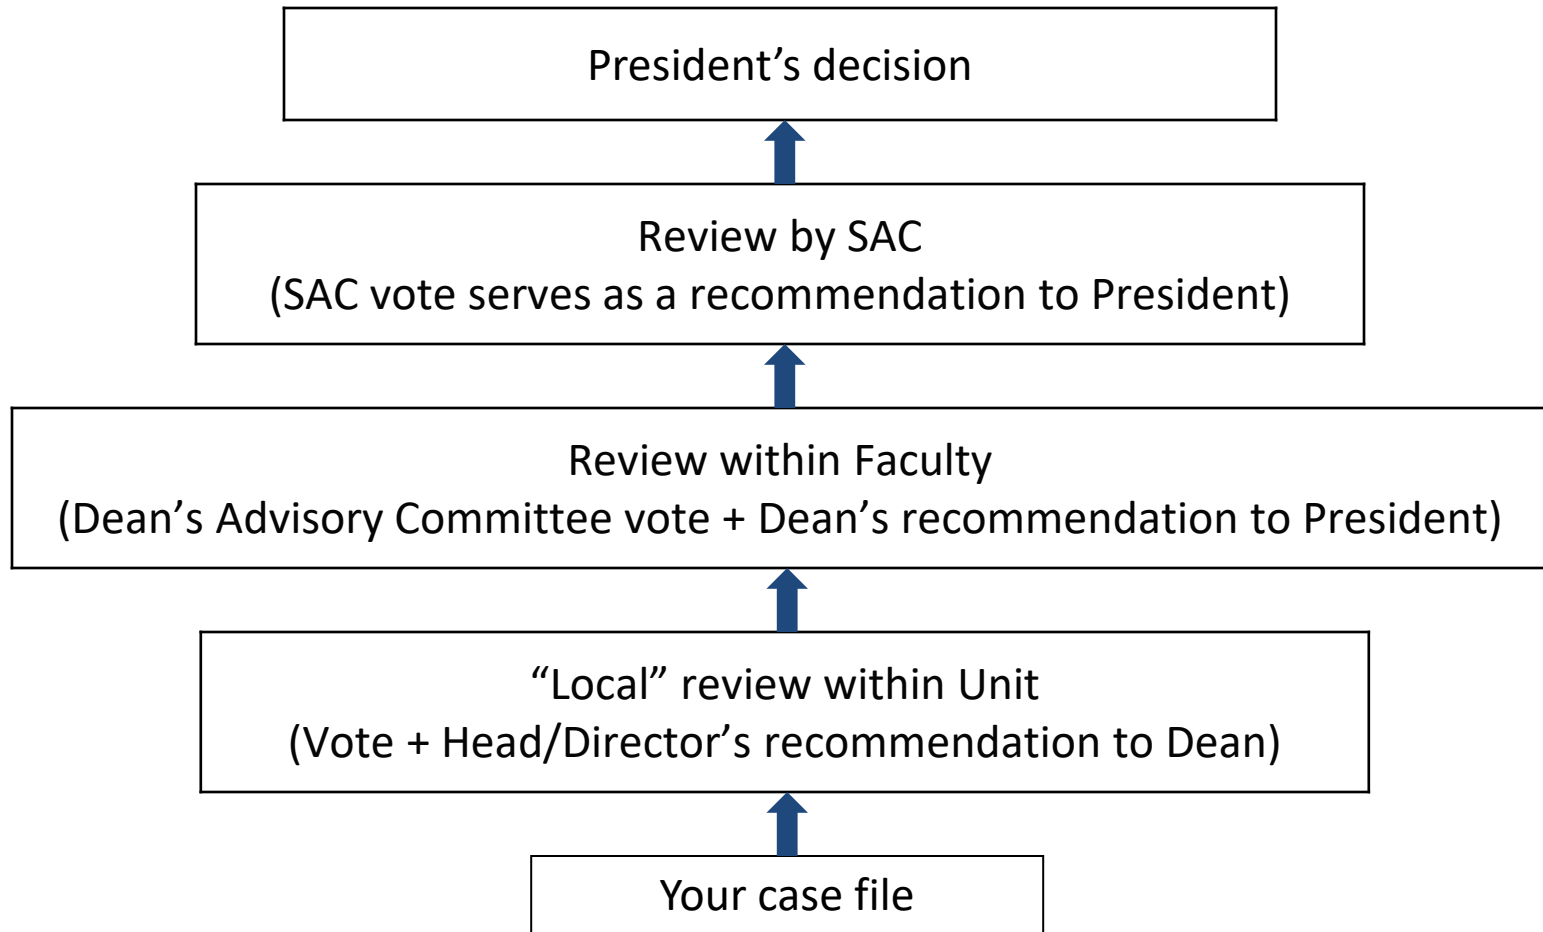 President’s decision
Review by SAC
(SAC vote serves as a recommendation to President)
Review within Faculty
(Dean’s Advisory Committee vote + Dean’s recommendation to President)
“Local” review within Unit
(Vote + Head/Director’s recommendation to Dean)
Your case file